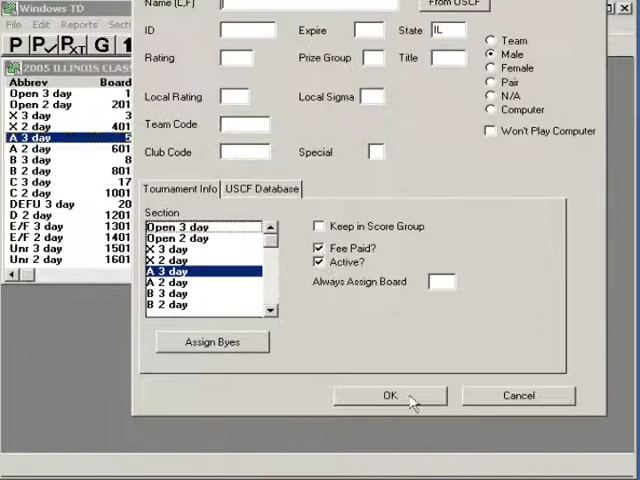 Windows TD
Name (L,F)
From USCF
File Edit Reports
ID Expire State IL
P P P RXT G
Team
Male
Female
Pair
N/A
Computer
Rating Prize Group Title
2005 ILLINOIS CLASS
Abbrev Board
Open 3 day 1
Open 2 day 201
X 3 day 3
X 2 day 401
A 3 day 5
A 2 day 601
B 3 day 8
B 2 day 801
C 3 day 17
C 2 day 1001
DEFU 3 day 20
D 2 day 1201
E/F 3 day 1301
E/F 2 day 1401
Unr 3 day 1501
Unr 2 day 1601
Local Rating Local Sigma
Team Code
Won't Play Computer
Club Code Special
Tournament Info USCF Database
Section
Open 3 day
Open 2 day
X 3 day
X 2 day
A 3 day
A 2 day
B 3 day
B 2 day
Keep in Score Group
Fee Paid?
Active?
Always Assign Board
Assign Byes
OK Cancel